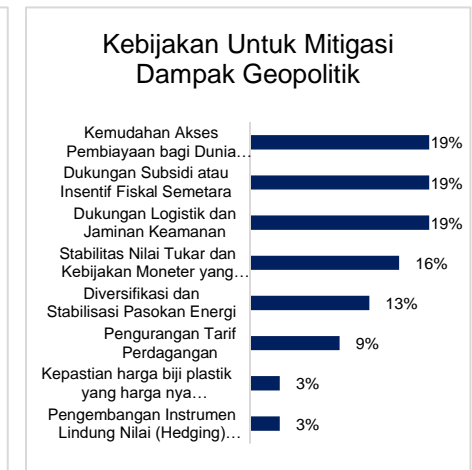 Kebijakan Untuk Mitigasi
Dampak Geopolitik
Kemudahan Akses
Pembiayaan bagi Dunia…
19%
Dukungan Subsidi atau
Insentif Fiskal Semetara
19%
Dukungan Logistik dan
Jaminan Keamanan
19%
Stabilitas Nilai Tukar dan
Kebijakan Moneter yang…
16%
Diversifikasi dan
Stabilisasi Pasokan Energi
13%
Pengurangan Tarif
Perdagangan
9%
Kepastian harga biji plastik
yang harga nya…
3%
Pengembangan Instrumen
Lindung Nilai (Hedging)…
3%